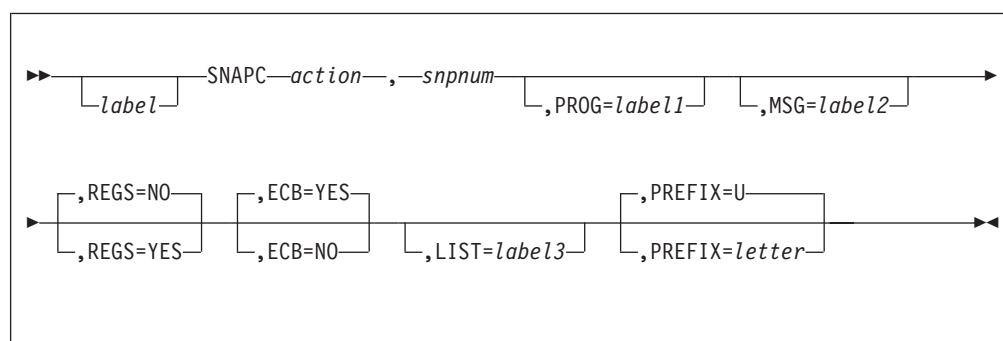 SNAPC action , snpnum
label ,PROG=label1 ,MSG=label2
,REGS=NO ,ECB=YES ,PREFIX=U
,REGS=YES ,ECB=NO ,LIST=label3 ,PREFIX=letter